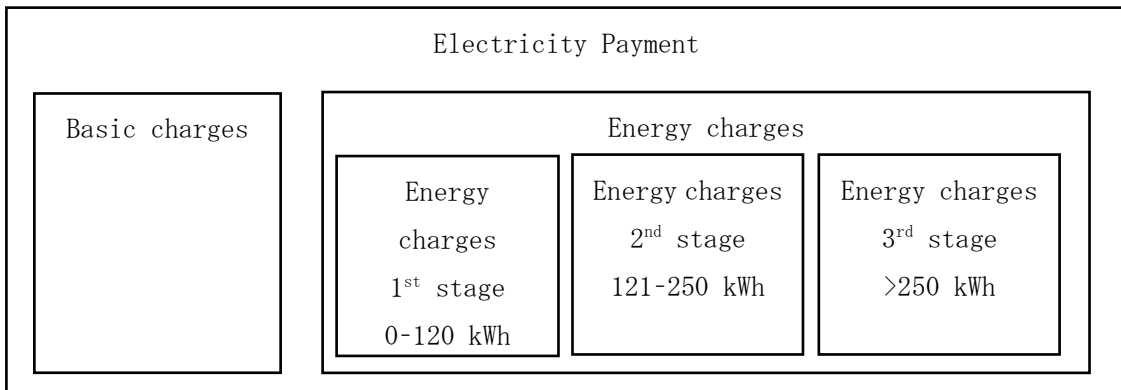 Electricity Payment
Basic charges
Energy charges
Energy
charges
1st stage
0-120 kWh
Energy charges
2nd stage
121-250 kWh
Energy charges
3rd stage
>250 kWh